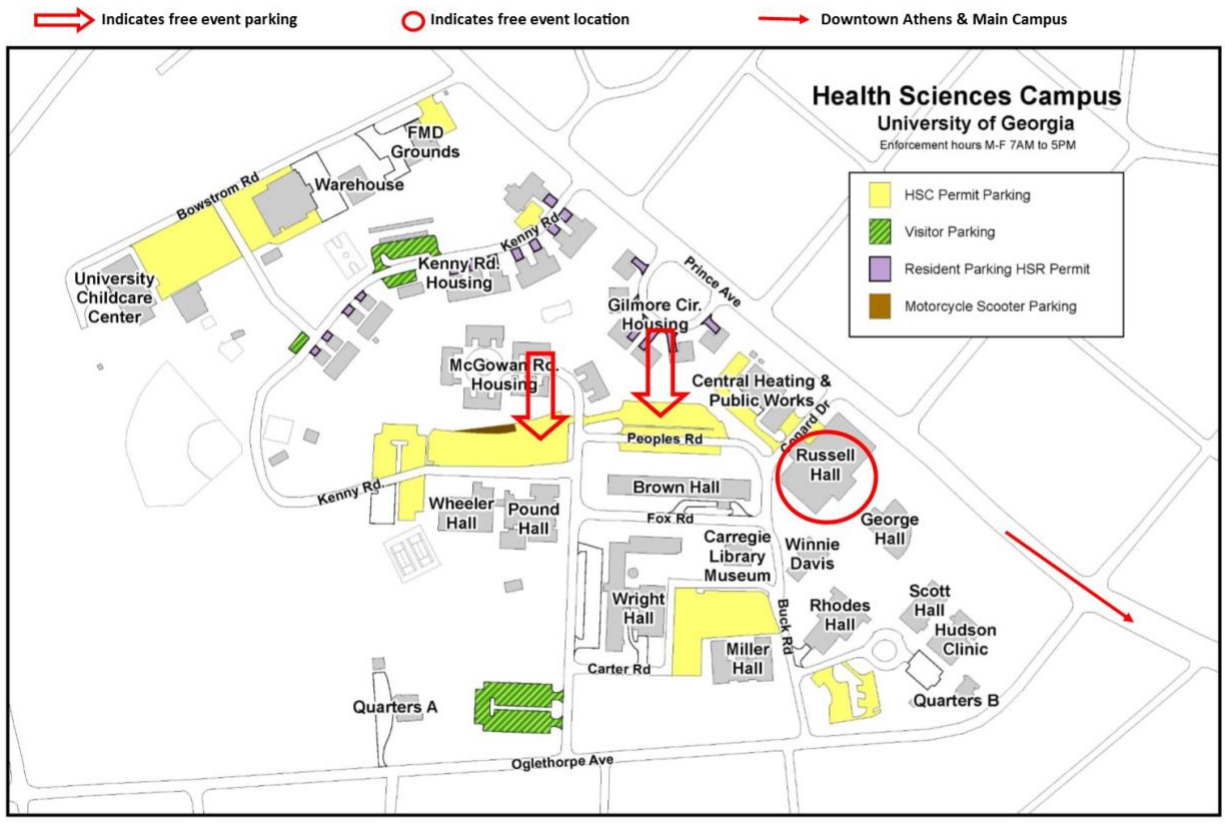 Indicates free event parking
Indicates free event location
Downtown Athens & Main Campus
Health Sciences Campus
University of Georgia
Enforcement hours M-F 7AM to 5PM
HSC Permit Parking
Visitor Parking
Resident Parking HSR Permit
Motorcycle Scooter Parking
FMD
Grounds
Warehouse
Bowstrom Rd
Kenny Rd
Kenny Rd.
Housing
University
Childcare
Center
Prince Ave
Gilmore Cir.
Housing
McGowan Rd.
Housing
Central Heating &
Public Works
Conard Dr
Peoples Rd
Russell
Hall
Kenny Rd.
Brown Hall
Wheeler
Hall
Pound
Hall
Fox Rd
George
Hall
Carregie
Library
Museum
Winnie
Davis
Wright
Hall
Buck Rd
Rhodes
Hall
Scott
Hall
Hudson
Clinic
Miller
Hall
Carter Rd
Quarters A
Quarters B
Oglethorpe Ave